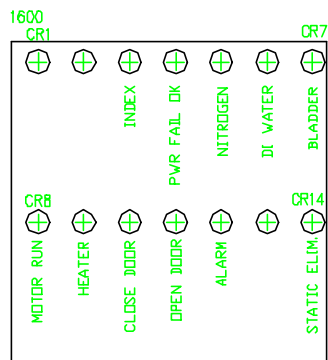 1600
CR1 CR7
INDEX
PWR FAIL OK
NITROGEN
DI WATER
BLADDER
CR8 CR14
MOTOR RUN
HEATER
CLOSE DOOR
OPEN DOOR
ALARM
STATIC ELIM.